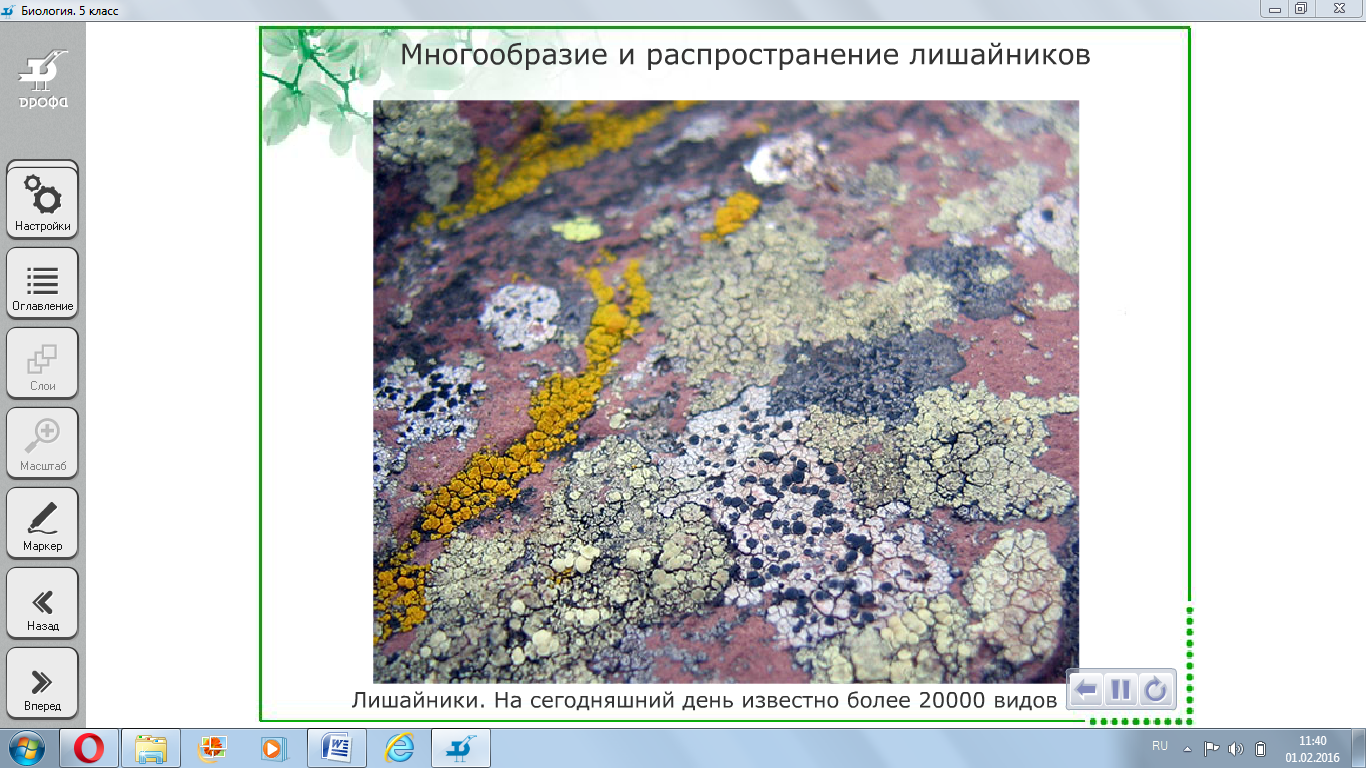 Биология. 5 класс
дрофа
Настройки
Оглавление
Слои
Масштаб
Маркер
Назад
Вперед
Многообразие и распространение лишайников
Лишайники. На сегодняшний день известно более 20000 видов
RU
11:40
01.02.2016